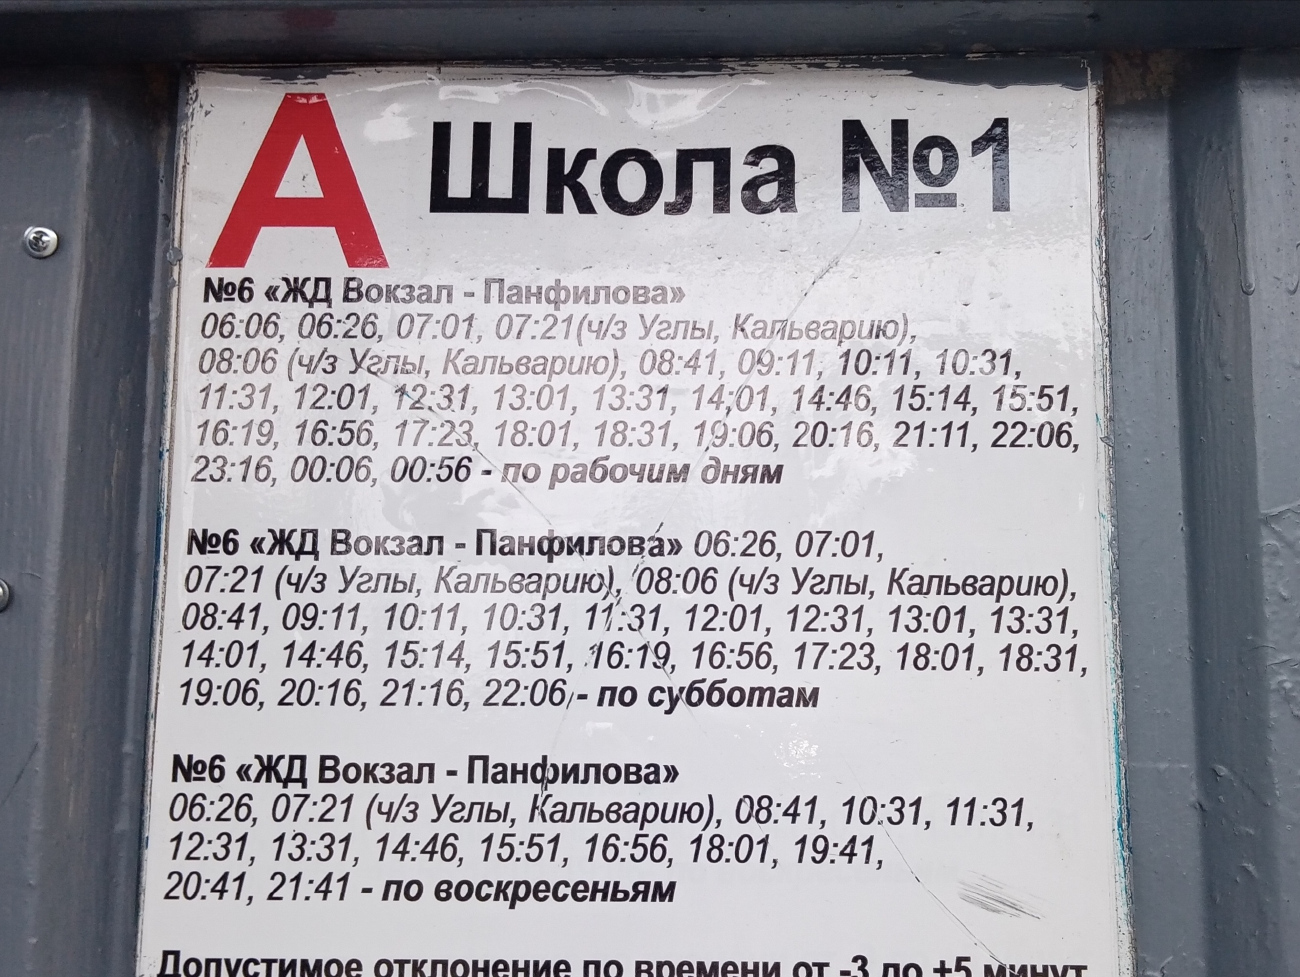 А Школа №1
№6 «ЖД Вокзал - Панфилова»
06:06, 06:26, 07:01, 07:21(ч/з Углы, Кальварию),
08:06 (ч/з Углы, Кальварию), 08:41, 09:11, 10:11, 10:31,
11:31, 12:01, 12:31, 13:01, 13:31, 14:01, 14:46, 15:14, 15:51,
16:19, 16:56, 17:23, 18:01, 18:31, 19:06, 20:16, 21:11, 22:06,
23:16, 00:06, 00:56 - по рабочим дням
№6 «ЖД Вокзал - Панфилова» 06:26, 07:01,
07:21 (ч/з Углы, Кальварию), 08:06 (ч/з Углы, Кальварию),
08:41, 09:11, 10:11, 10:31, 11:31, 12:01, 12:31, 13:01, 13:31,
14:01, 14:46, 15:14, 15:51, 16:19, 16:56, 17:23, 18:01, 18:31,
19:06, 20:16, 21:16, 22:06,- по субботам
№6 «ЖД Вокзал - Панфилова»
06:26, 07:21 (ч/з Углы, Кальварию), 08:41, 10:31, 11:31,
12:31, 13:31, 14:46, 15:51, 16:56, 18:01, 19:41,
20:41, 21:41 - по воскресеньям
Допустимое отклонение по времени от -3 до +5 минут